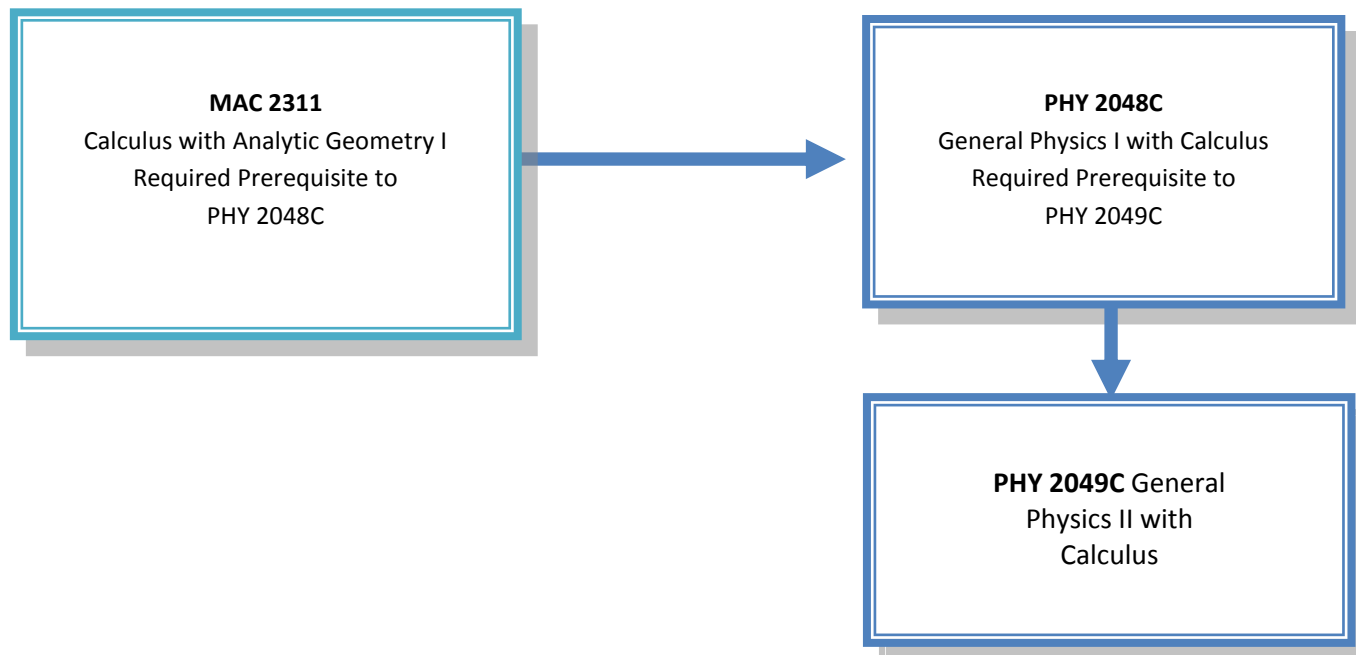 MAC 2311
Calculus with Analytic Geometry I
Required Prerequisite to
PHY 2048C
PHY 2048C
General Physics I with Calculus
Required Prerequisite to
PHY 2049C
PHY 2049C General
Physics II with
Calculus